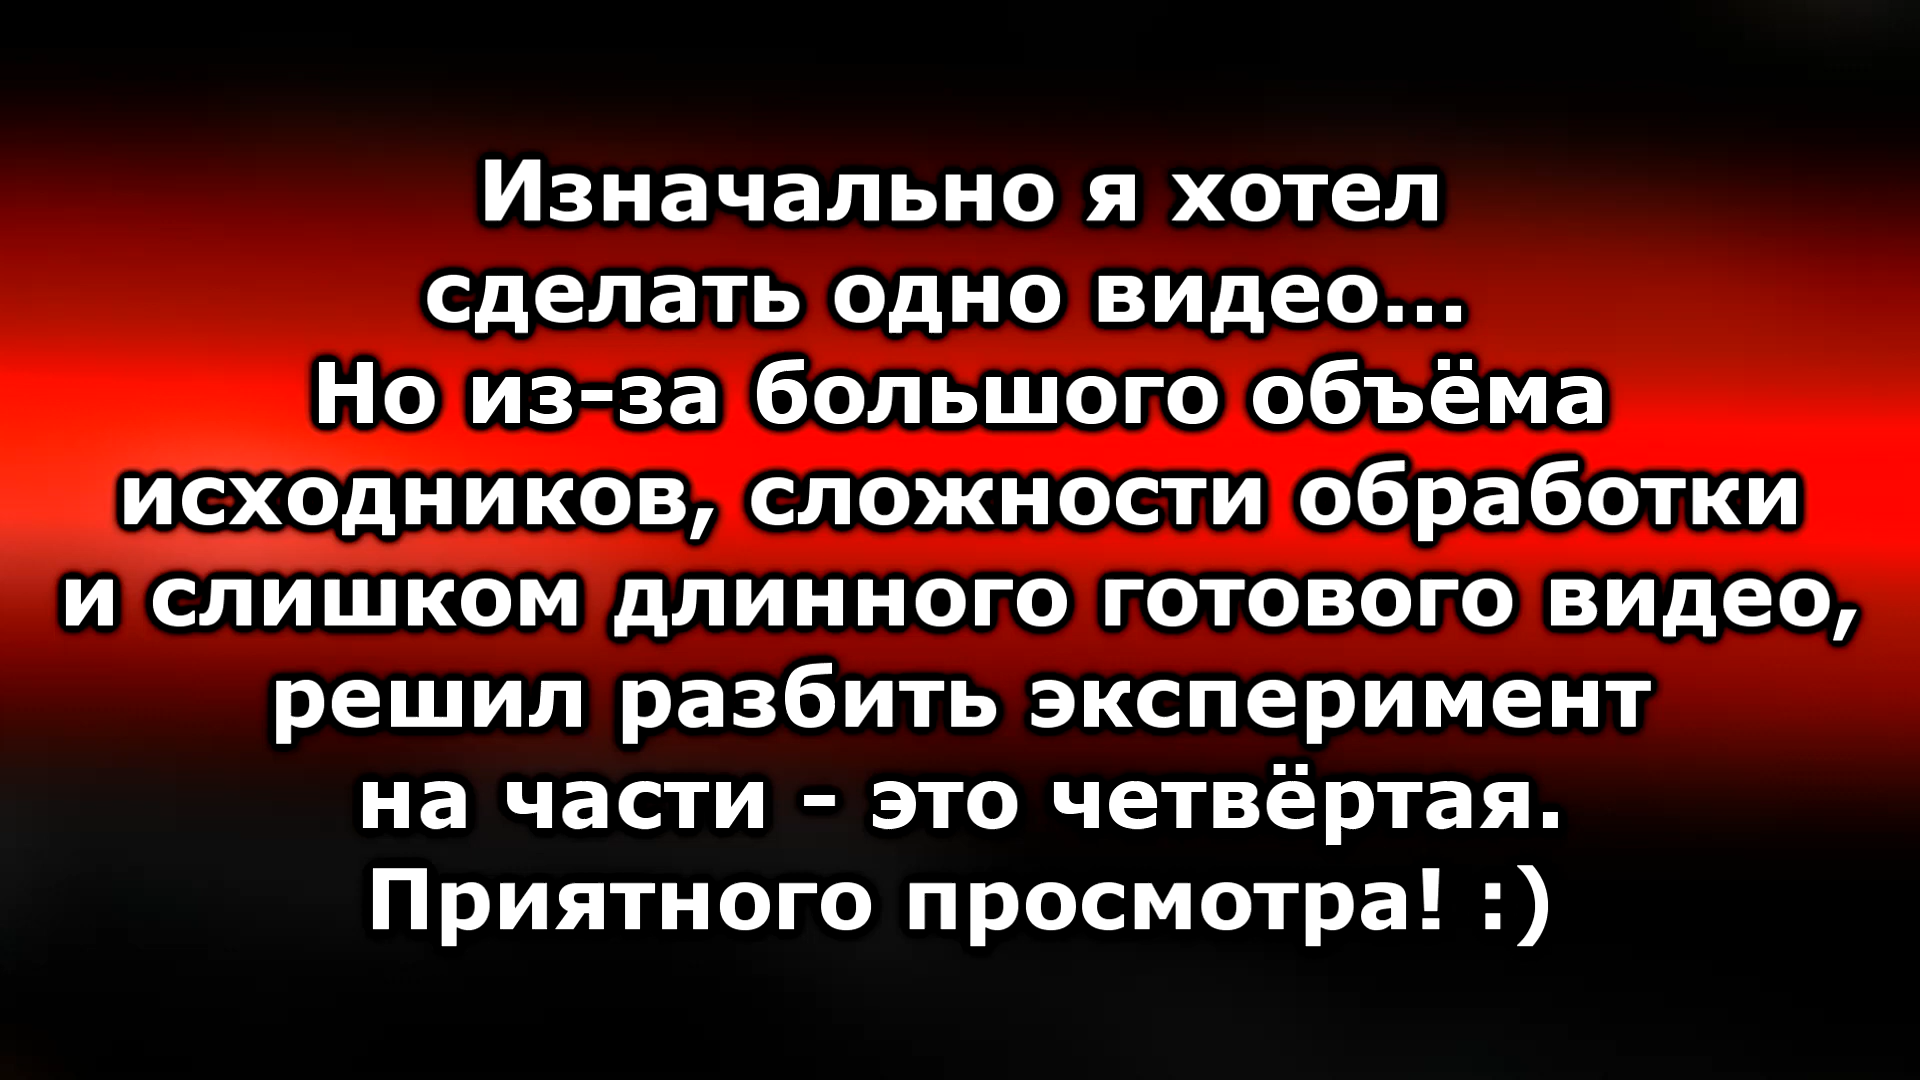 Изначально я хотел
сделать одно видео...
Но из-за большого объёма
исходников, сложности обработки
и слишком длинного готового видео,
решил разбить эксперимент
на части - это четвёртая.
Приятного просмотра! :)